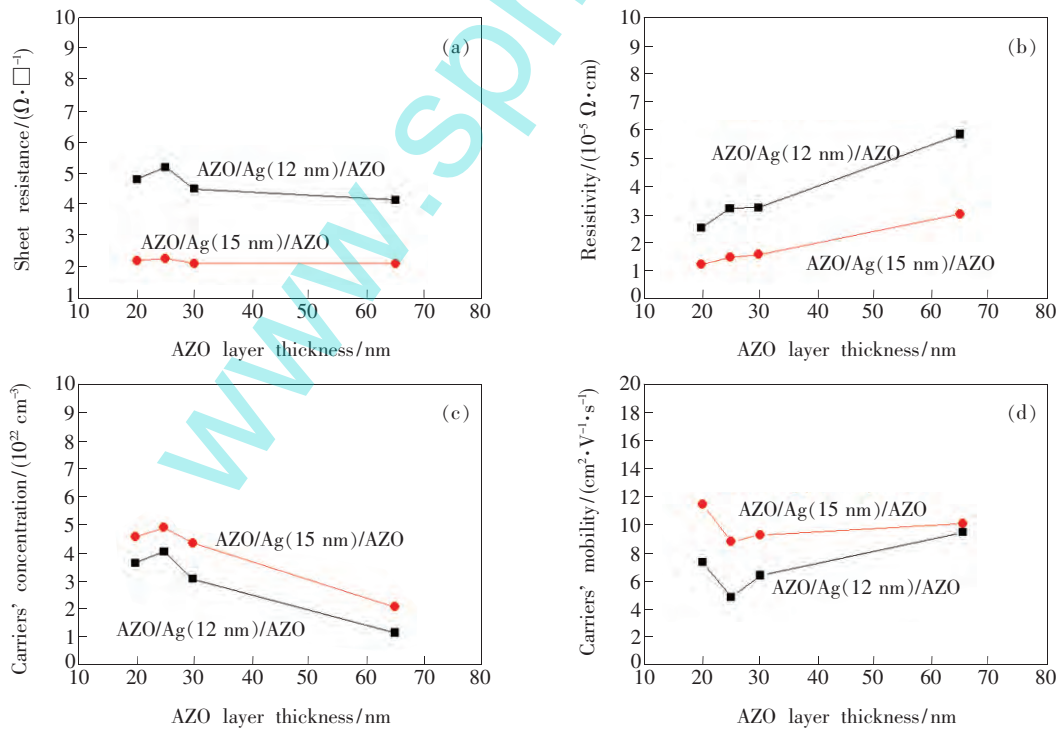 10
9
8
7
6
5
4
3
2
1
Sheet resistance/(Ω·□⁻¹)
(a)
AZO/Ag(12 nm)/AZO
AZO/Ag(15 nm)/AZO
10 20 30 40 50 60 70 80
AZO layer thickness/nm
10
9
8
7
6
5
4
3
2
1
0
Resistivity/(10⁻⁵ Ω·cm)
(b)
AZO/Ag(12 nm)/AZO
AZO/Ag(15 nm)/AZO
10 20 30 40 50 60 70 80
AZO layer thickness/nm
10
9
8
7
6
5
4
3
2
1
0
Carriers' concentration/(10²² cm⁻³)
(c)
AZO/Ag(15 nm)/AZO
AZO/Ag(12 nm)/AZO
10 20 30 40 50 60 70 80
AZO layer thickness/nm
20
18
16
14
12
10
8
6
4
2
0
Carriers' mobility/(cm²·V⁻¹·s⁻¹)
(d)
AZO/Ag(15 nm)/AZO
AZO/Ag(12 nm)/AZO
10 20 30 40 50 60 70 80
AZO layer thickness/nm